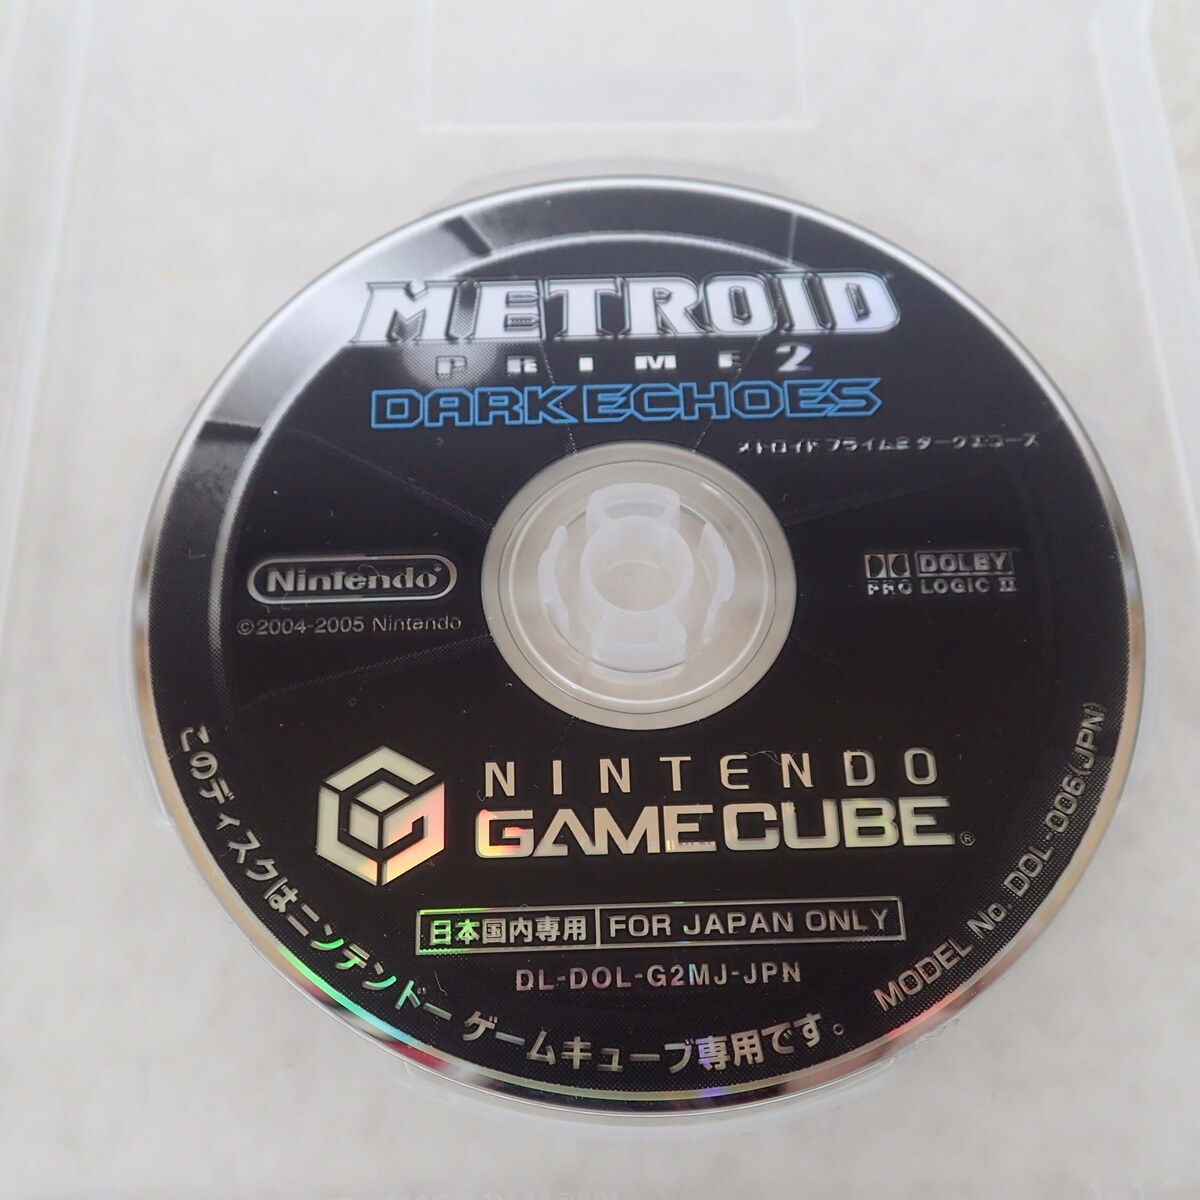 METROID
PRIME 2
DARK ECHOES
メトロイド プライム2 ダークエコーズ
Nintendo®
©2004-2005 Nintendo
DOLBY
PRO LOGIC II
NINTENDO
GAMECUBE®
日本国内専用 FOR JAPAN ONLY
DL-DOL-G2MJ-JPN
このディスクはニンテンドー ゲームキューブ専用です。
MODEL No. DOL-006(JPN)